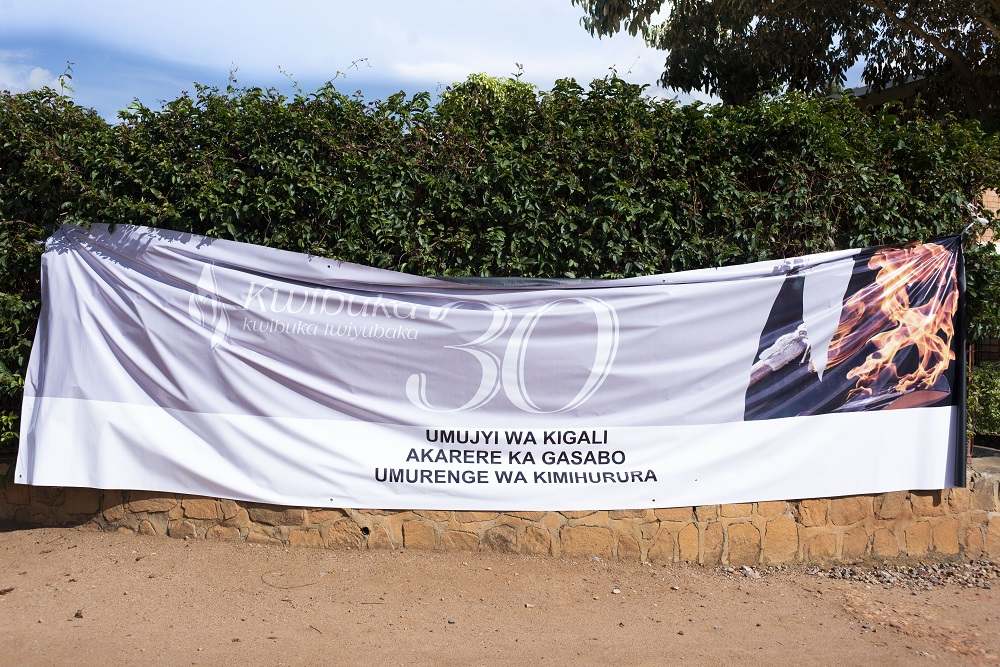 Kwibuka 30
kwibuka twiyubaka
UMUJYI WA KIGALI
AKARERE KA GASABO
UMURENGE WA KIMIHURURA